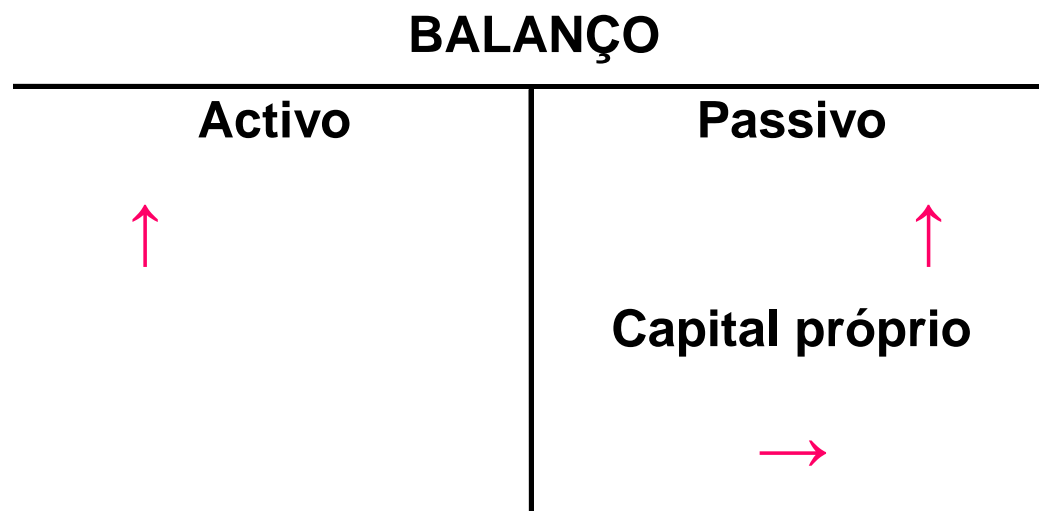 BALANÇO
Activo
Passivo
↑
↑
Capital próprio
→